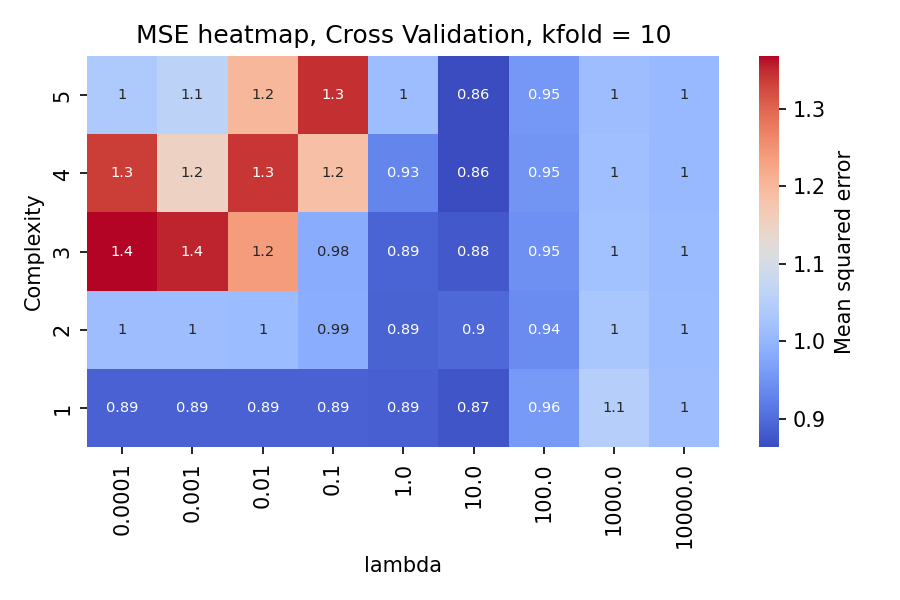 MSE heatmap, Cross Validation, kfold = 10
Complexity
5 1 1.1 1.2 1.3 1 0.86 0.95 1 1
4 1.3 1.2 1.3 1.2 0.93 0.86 0.95 1 1
3 1.4 1.4 1.2 0.98 0.89 0.88 0.95 1 1
2 1 1 1 0.99 0.89 0.9 0.94 1 1
1 0.89 0.89 0.89 0.89 0.89 0.87 0.96 1.1 1
0.0001 0.001 0.01 0.1 1.0 10.0 100.0 1000.0 10000.0
lambda
1.3
1.2
1.1
1.0
0.9
Mean squared error